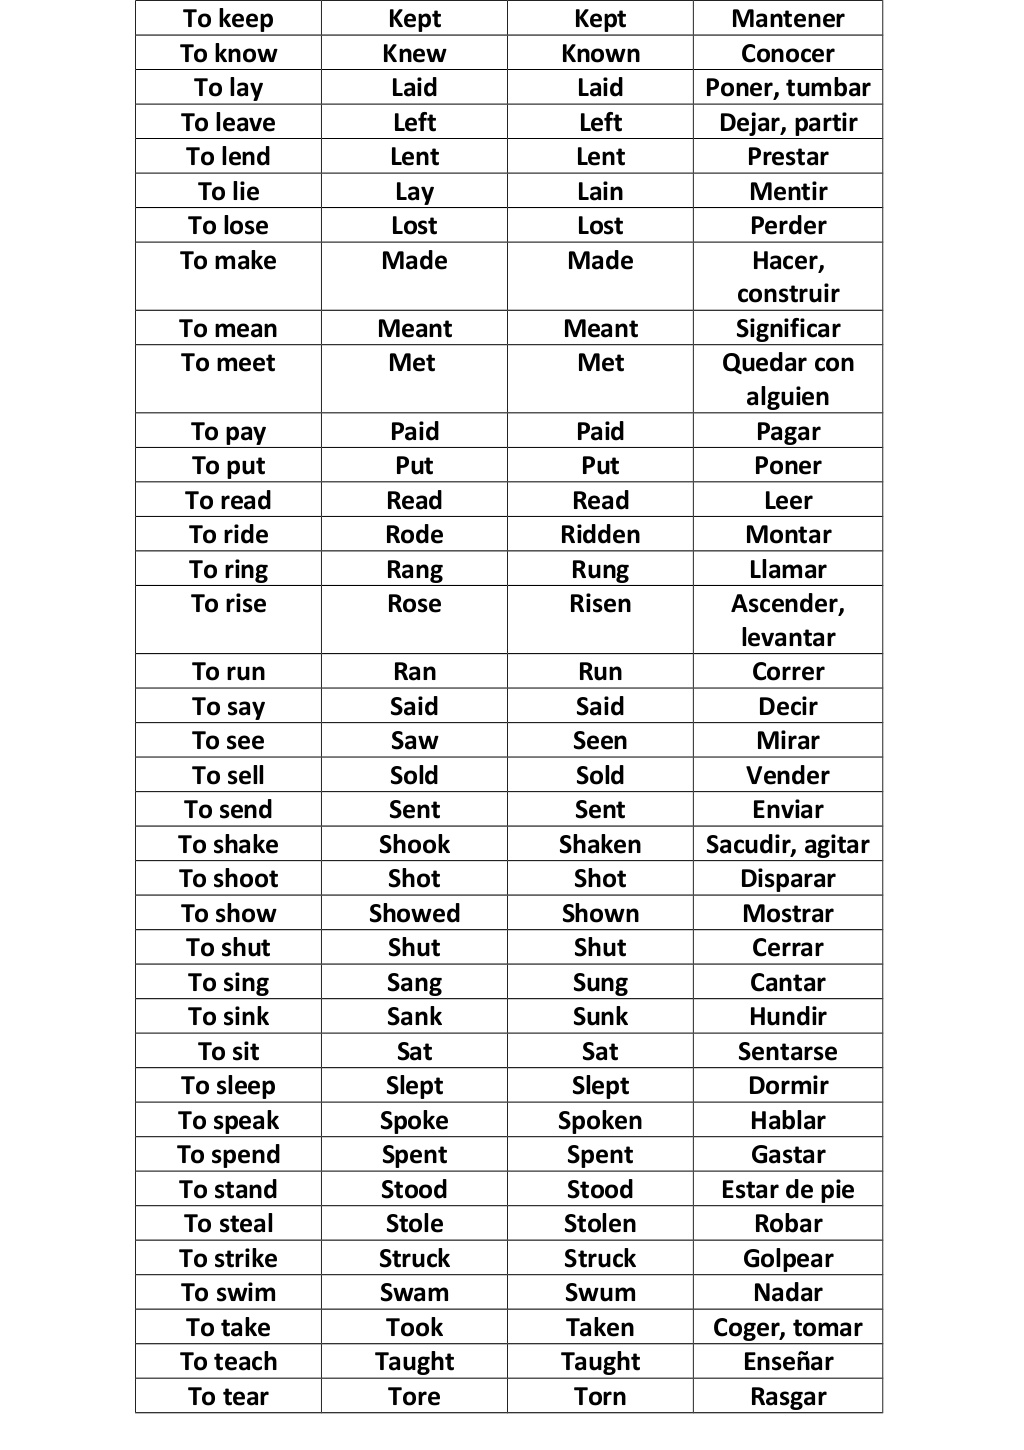 To keep Kept Kept Mantener
To know Knew Known Conocer
To lay Laid Laid Poner, tumbar
To leave Left Left Dejar, partir
To lend Lent Lent Prestar
To lie Lay Lain Mentir
To lose Lost Lost Perder
To make Made Made Hacer,
construir
To mean Meant Meant Significar
To meet Met Met Quedar con
alguien
To pay Paid Paid Pagar
To put Put Put Poner
To read Read Read Leer
To ride Rode Ridden Montar
To ring Rang Rung Llamar
To rise Rose Risen Ascender,
levantar
To run Ran Run Correr
To say Said Said Decir
To see Saw Seen Mirar
To sell Sold Sold Vender
To send Sent Sent Enviar
To shake Shook Shaken Sacudir, agitar
To shoot Shot Shot Disparar
To show Showed Shown Mostrar
To shut Shut Shut Cerrar
To sing Sang Sung Cantar
To sink Sank Sunk Hundir
To sit Sat Sat Sentarse
To sleep Slept Slept Dormir
To speak Spoke Spoken Hablar
To spend Spent Spent Gastar
To stand Stood Stood Estar de pie
To steal Stole Stolen Robar
To strike Struck Struck Golpear
To swim Swam Swum Nadar
To take Took Taken Coger, tomar
To teach Taught Taught Enseñar
To tear Tore Torn Rasgar